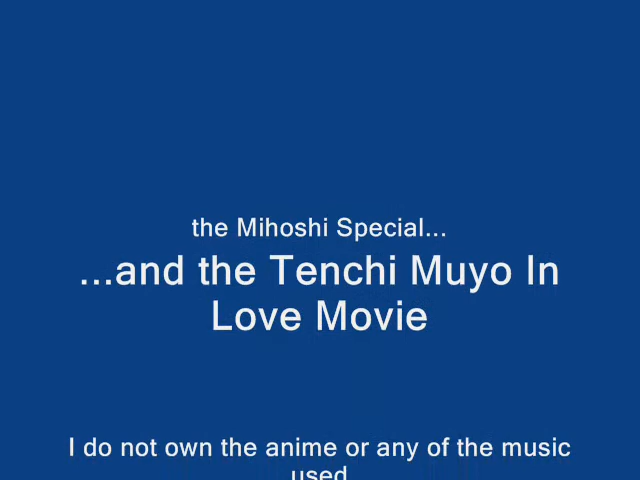 the Mihoshi Special...
...and the Tenchi Muyo In
Love Movie
I do not own the anime or any of the music
used